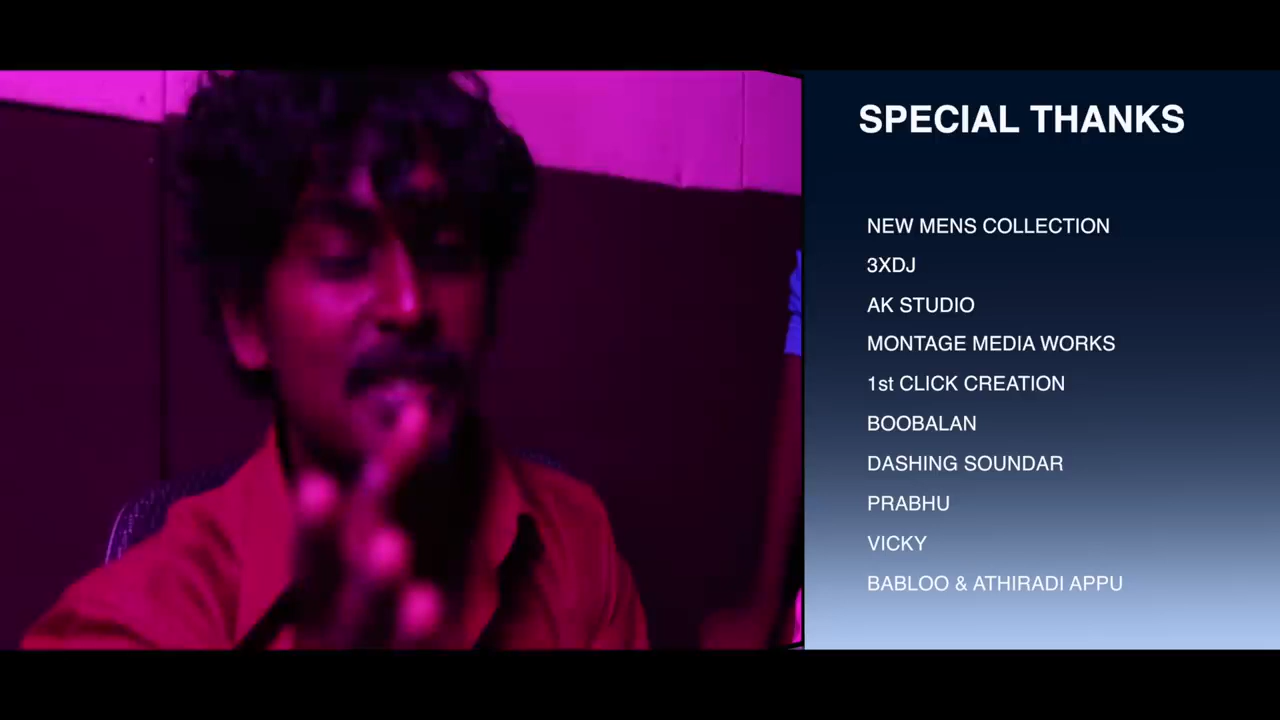 SPECIAL THANKS
NEW MENS COLLECTION
3XDJ
AK STUDIO
MONTAGE MEDIA WORKS
1st CLICK CREATION
BOOBALAN
DASHING SOUNDAR
PRABHU
VICKY
BABLOO & ATHIRADI APPU